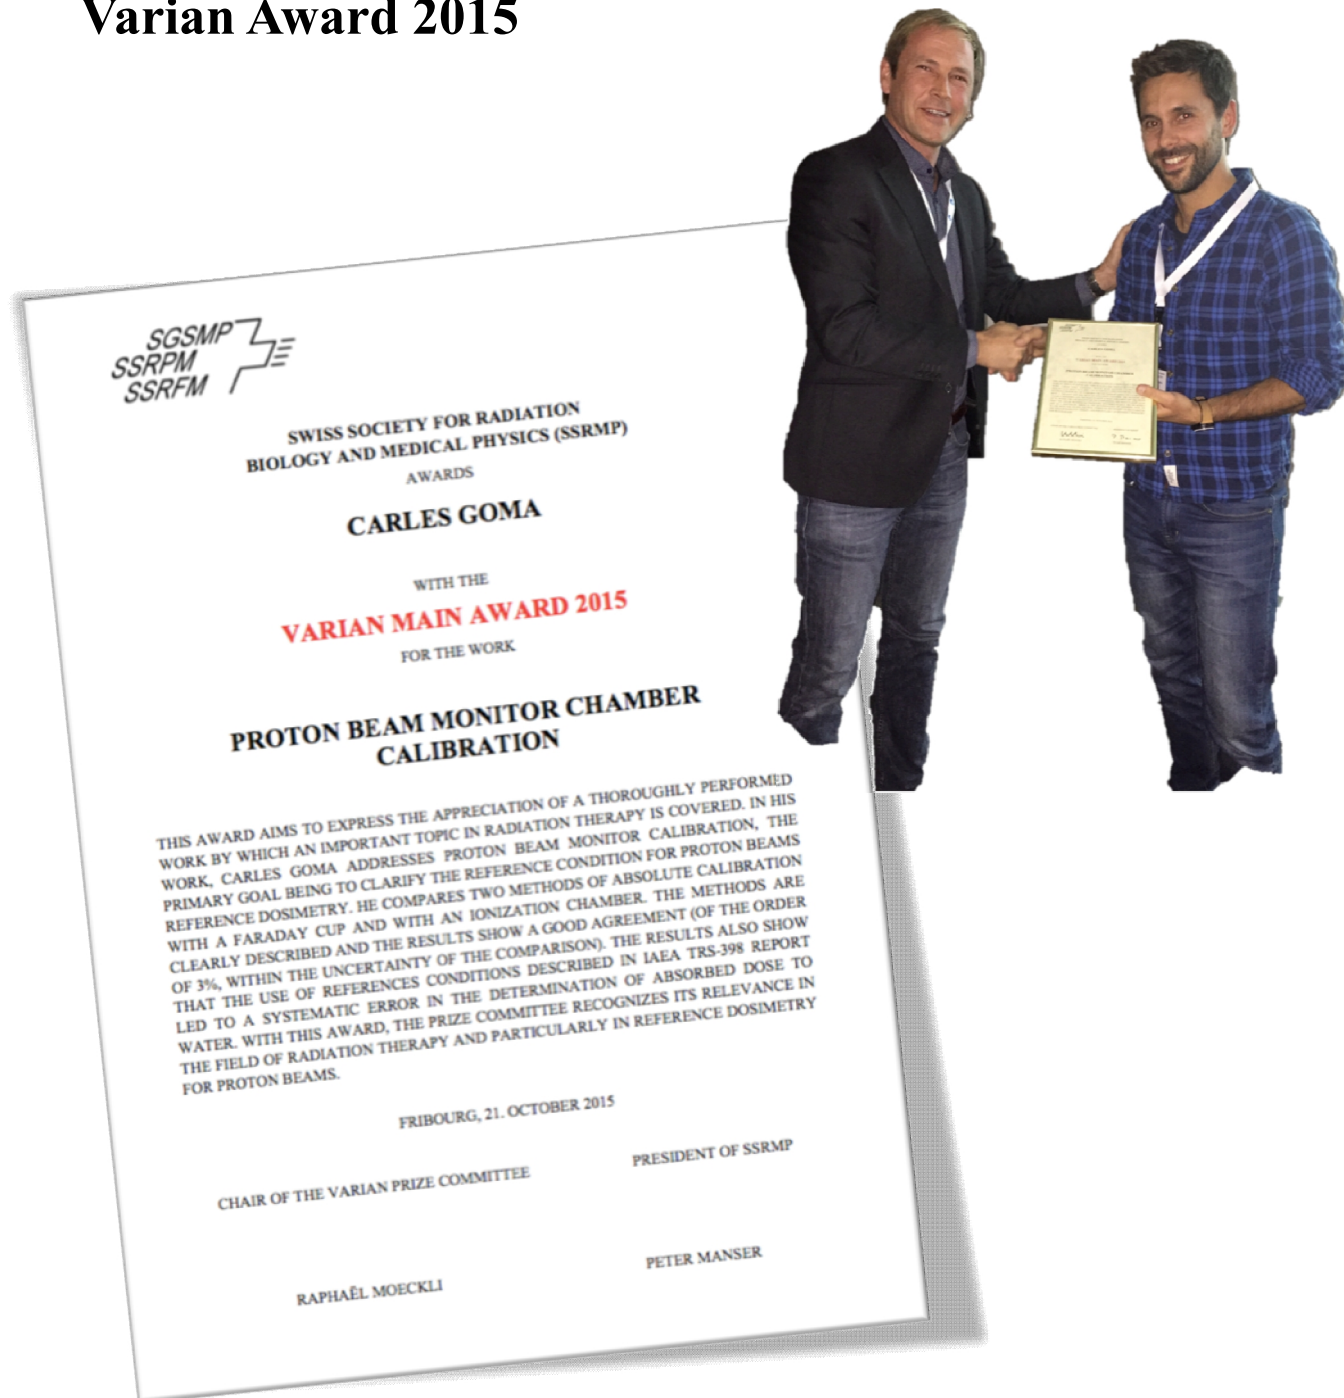 Varian Award 2015
SGSMP
SSRPM
SSRFM
SWISS SOCIETY FOR RADIATION
BIOLOGY AND MEDICAL PHYSICS (SSRMP)
AWARDS
CARLES GOMA
WITH THE
VARIAN MAIN AWARD 2015
FOR THE WORK
PROTON BEAM MONITOR CHAMBER
CALIBRATION
THIS AWARD AIMS TO EXPRESS THE APPRECIATION OF A THOROUGHLY PERFORMED
WORK BY WHICH AN IMPORTANT TOPIC IN RADIATION THERAPY IS COVERED. IN HIS
WORK, CARLES GOMA ADDRESSES PROTON BEAM MONITOR CALIBRATION, THE
PRIMARY GOAL BEING TO CLARIFY THE REFERENCE CONDITION FOR PROTON BEAMS
REFERENCE DOSIMETRY. HE COMPARES TWO METHODS OF ABSOLUTE CALIBRATION
WITH A FARADAY CUP AND WITH AN IONIZATION CHAMBER. THE METHODS ARE
CLEARLY DESCRIBED AND THE RESULTS SHOW A GOOD AGREEMENT (OF THE ORDER
OF 3%, WITHIN THE UNCERTAINTY OF THE COMPARISON). THE RESULTS ALSO SHOW
THAT THE USE OF REFERENCES CONDITIONS DESCRIBED IN IAEA TRS-398 REPORT
LED TO A SYSTEMATIC ERROR IN THE DETERMINATION OF ABSORBED DOSE TO
WATER. WITH THIS AWARD, THE PRIZE COMMITTEE RECOGNIZES ITS RELEVANCE IN
THE FIELD OF RADIATION THERAPY AND PARTICULARLY IN REFERENCE DOSIMETRY
FOR PROTON BEAMS.
FRIBOURG, 21. OCTOBER 2015
CHAIR OF THE VARIAN PRIZE COMMITTEE
PRESIDENT OF SSRMP
RAPHAËL MOECKLI
PETER MANSER